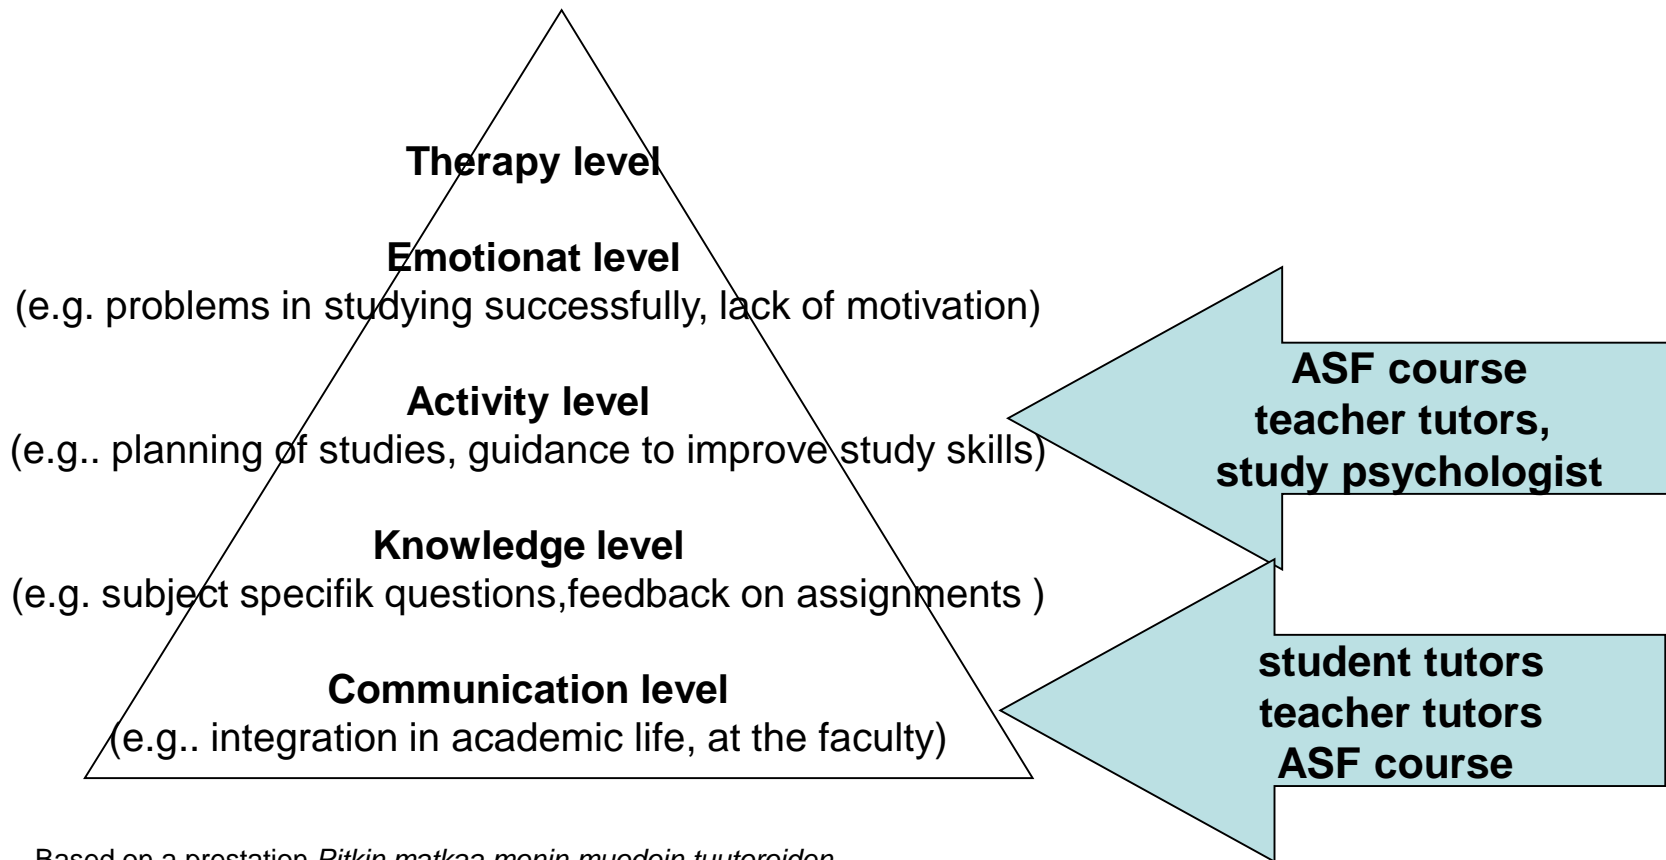 Therapy level
Emotionat level
(e.g. problems in studying successfully, lack of motivation)
Activity level
(e.g.. planning of studies, guidance to improve study skills)
Knowledge level
(e.g. subject specifik questions,feedback on assignments )
Communication level
(e.g.. integration in academic life, at the faculty)
ASF course
teacher tutors,
study psychologist
student tutors
teacher tutors
ASF course
Based on a prestation Pitkin matkaa monin muodoin tuutoroiden